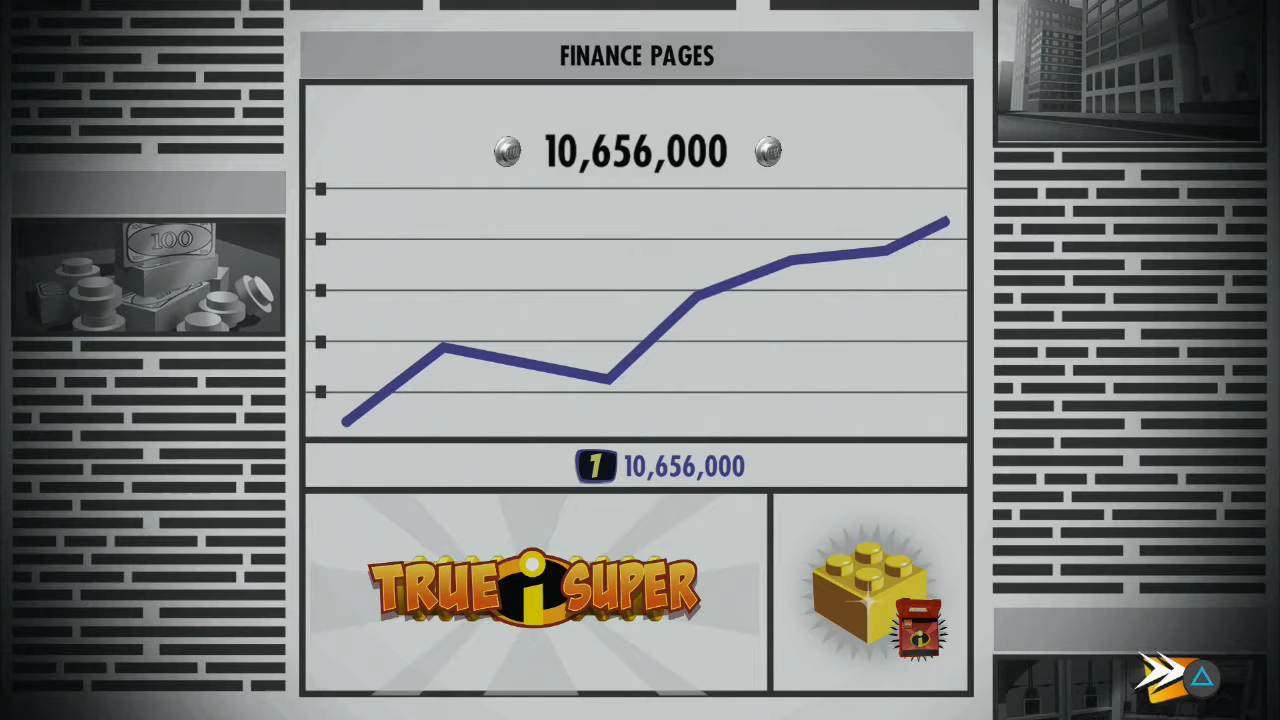 FINANCE PAGES
10,656,000
100
1 10,656,000
TRUE i SUPER